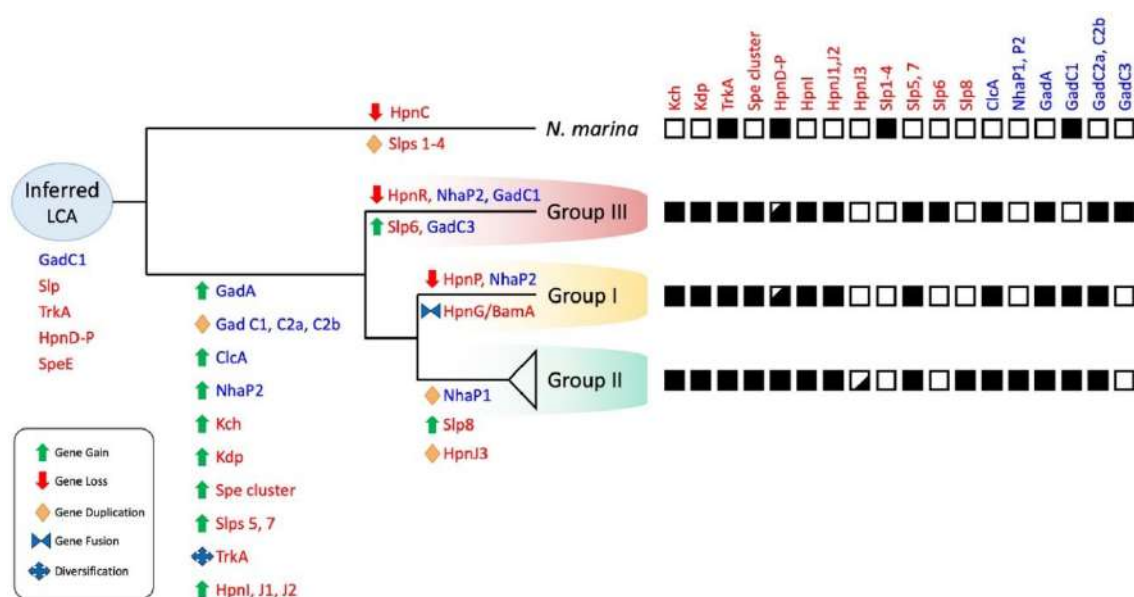 Kch
Kdp
TrkA
Spe cluster
HpnD-P
HpnI
HpnJ1,J2
HpnJ3
Slp1-4
Slp5, 7
Slp6
Slp8
ClcA
NhaP1, P2
GadA
GadC1
GadC2a, C2b
GadC3
HpnC
Slps 1-4
N. marina
Inferred
LCA
GadC1
Slp
TrkA
HpnD-P
SpeE
HpnR, NhaP2, GadC1
Slp6, GadC3
Group III
HpnP, NhaP2
HpnG/BamA
Group I
Group II
NhaP1
Slp8
HpnJ3
GadA
Gad C1, C2a, C2b
ClcA
NhaP2
Kch
Kdp
Spe cluster
Slps 5, 7
TrkA
HpnI, J1, J2
Gene Gain
Gene Loss
Gene Duplication
Gene Fusion
Diversification